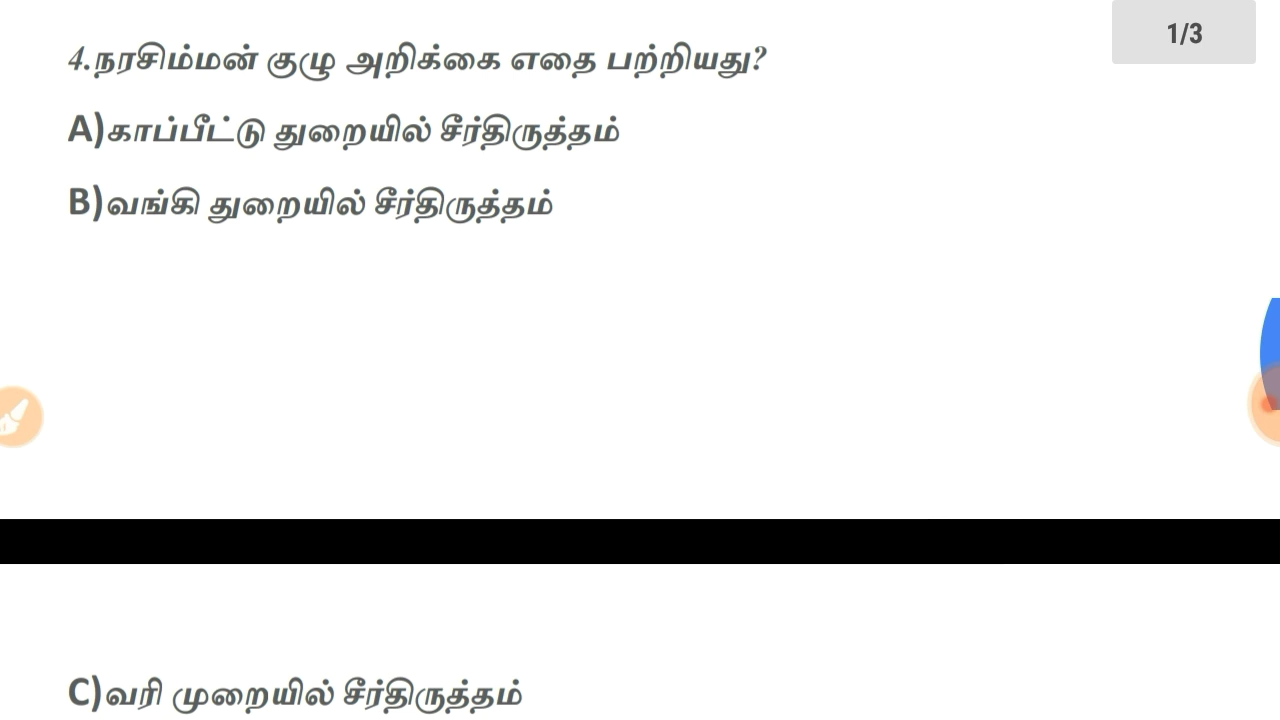 1/3
4.நரசிம்மன் குழு அறிக்கை எதை பற்றியது?
A)காப்பீட்டு துறையில் சீர்திருத்தம்
B)வங்கி துறையில் சீர்திருத்தம்
C)வரி முறையில் சீர்திருத்தம்